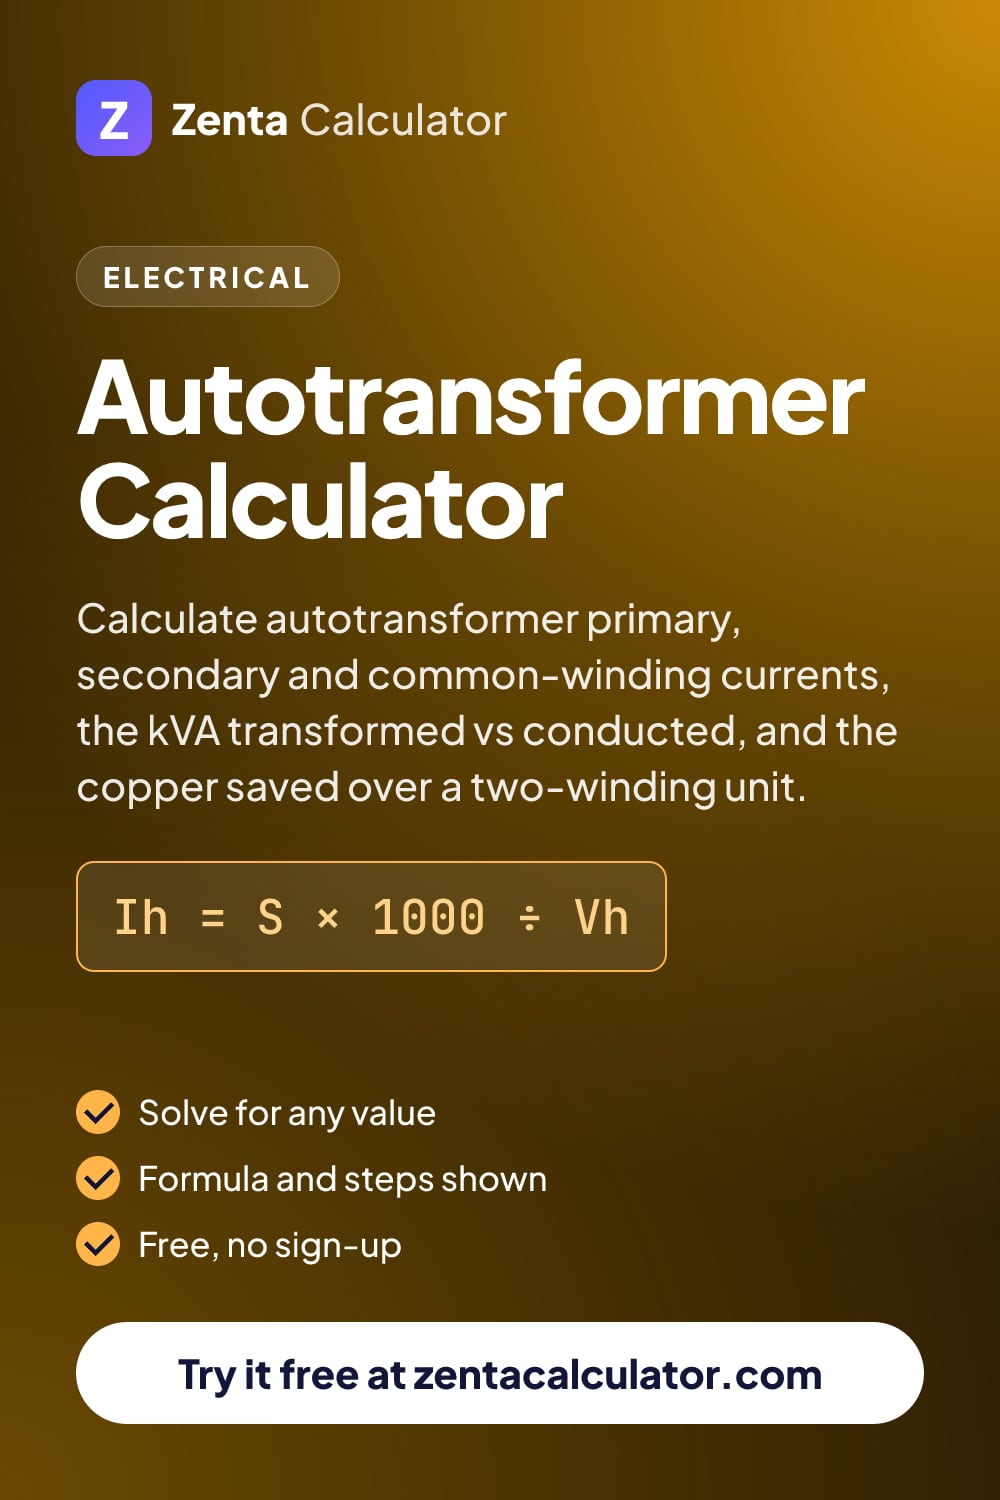 Z Zenta Calculator
ELECTRICAL
Autotransformer
Calculator
Calculate autotransformer primary,
secondary and common-winding currents,
the kVA transformed vs conducted, and the
copper saved over a two-winding unit.
Ih = S × 1000 ÷ Vh
Solve for any value
Formula and steps shown
Free, no sign-up
Try it free at zentacalculator.com